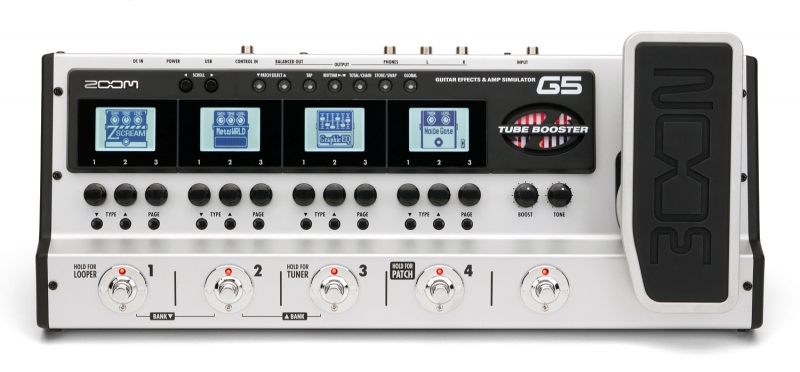 DC IN POWER USB CONTROL IN BALANCED OUT OUTPUT PHONES L R INPUT
ZOOM
SCROLL
PATCH SELECT TAP RHYTHM TOTAL/CHAIN STORE/SWAP GLOBAL
GUITAR EFFECTS & AMP SIMULATOR G5
Z SCREAM
MetalWRLD
GraphicEQ
Noise Gate
TUBE BOOSTER
1 2 3 1 2 3 1 2 3 1 2 3
TYPE PAGE TYPE PAGE TYPE PAGE TYPE PAGE
BOOST TONE
HOLD FOR LOOPER 1
2
HOLD FOR TUNER 3
HOLD FOR PATCH 4
BANK
BANK
ZOOM